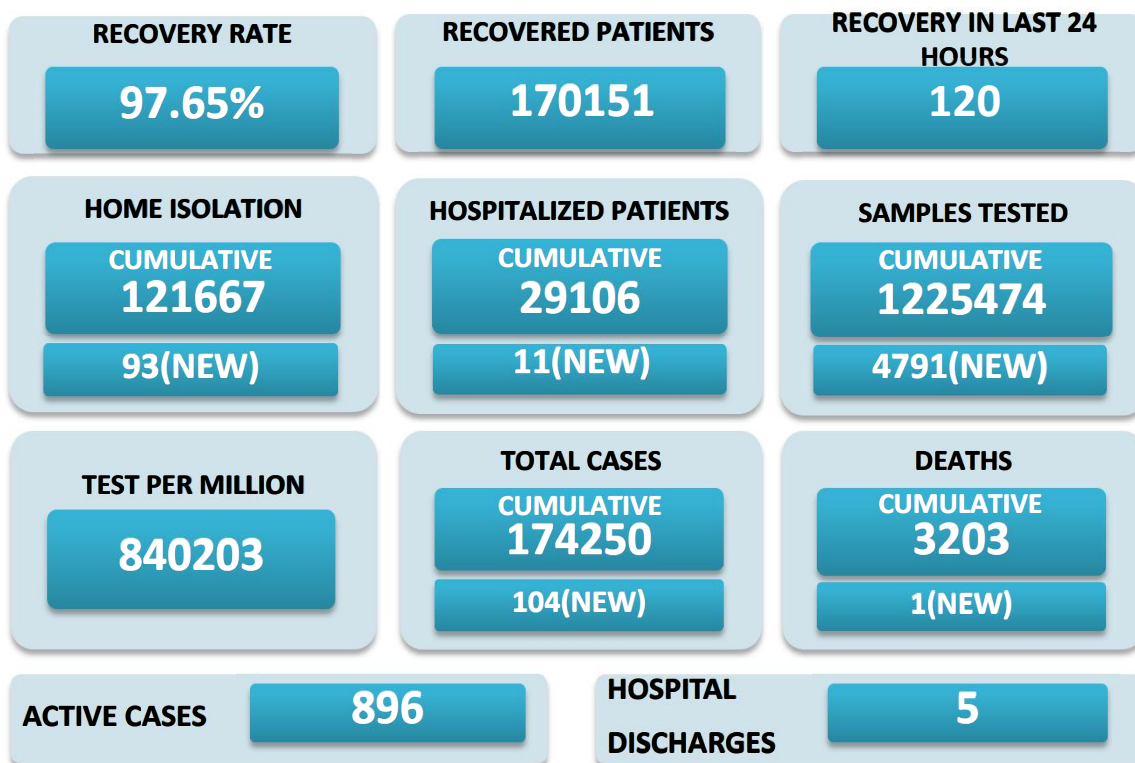 RECOVERY RATE
97.65%
RECOVERED PATIENTS
170151
RECOVERY IN LAST 24
HOURS
120
HOME ISOLATION
CUMULATIVE
121667
93(NEW)
HOSPITALIZED PATIENTS
CUMULATIVE
29106
11(NEW)
SAMPLES TESTED
CUMULATIVE
1225474
4791(NEW)
TEST PER MILLION
840203
TOTAL CASES
CUMULATIVE
174250
104(NEW)
DEATHS
CUMULATIVE
3203
1(NEW)
ACTIVE CASES
896
HOSPITAL
DISCHARGES
5